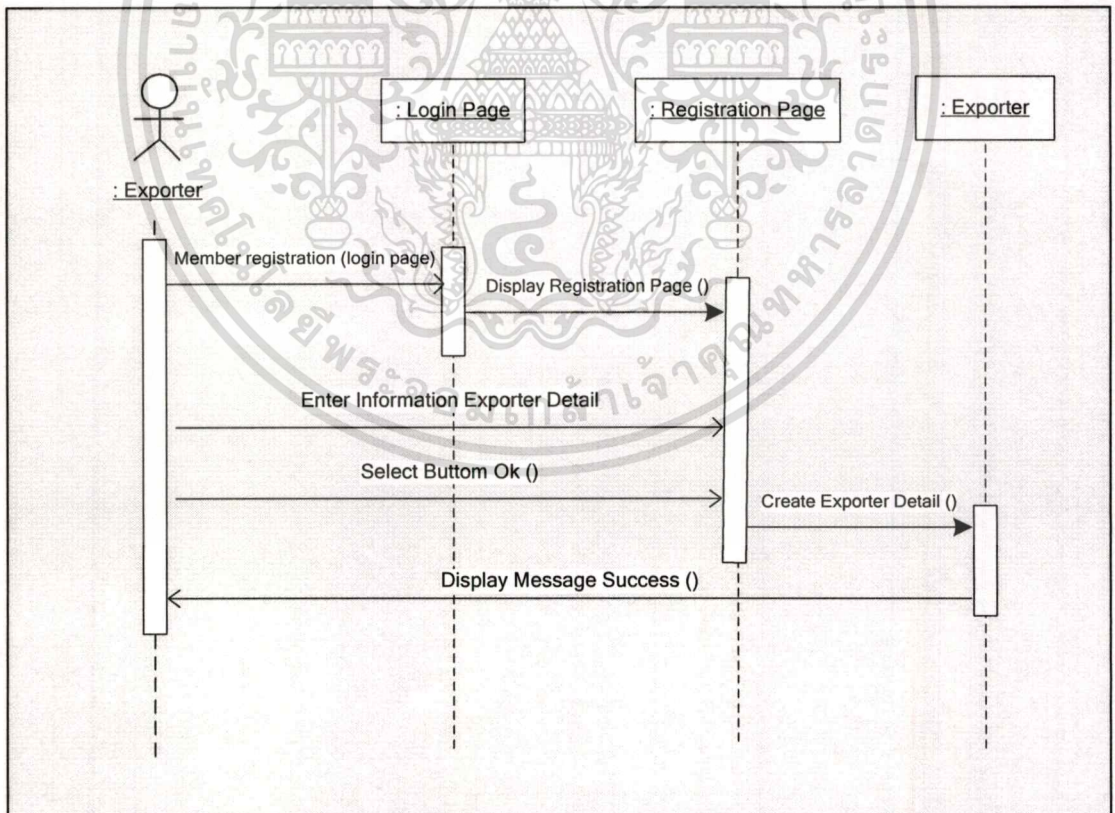 : Login Page
: Registration Page
: Exporter
: Exporter
Member registration (login page)
Display Registration Page ()
Enter Information Exporter Detail
Select Buttom Ok ()
Create Exporter Detail ()
Display Message Success ()